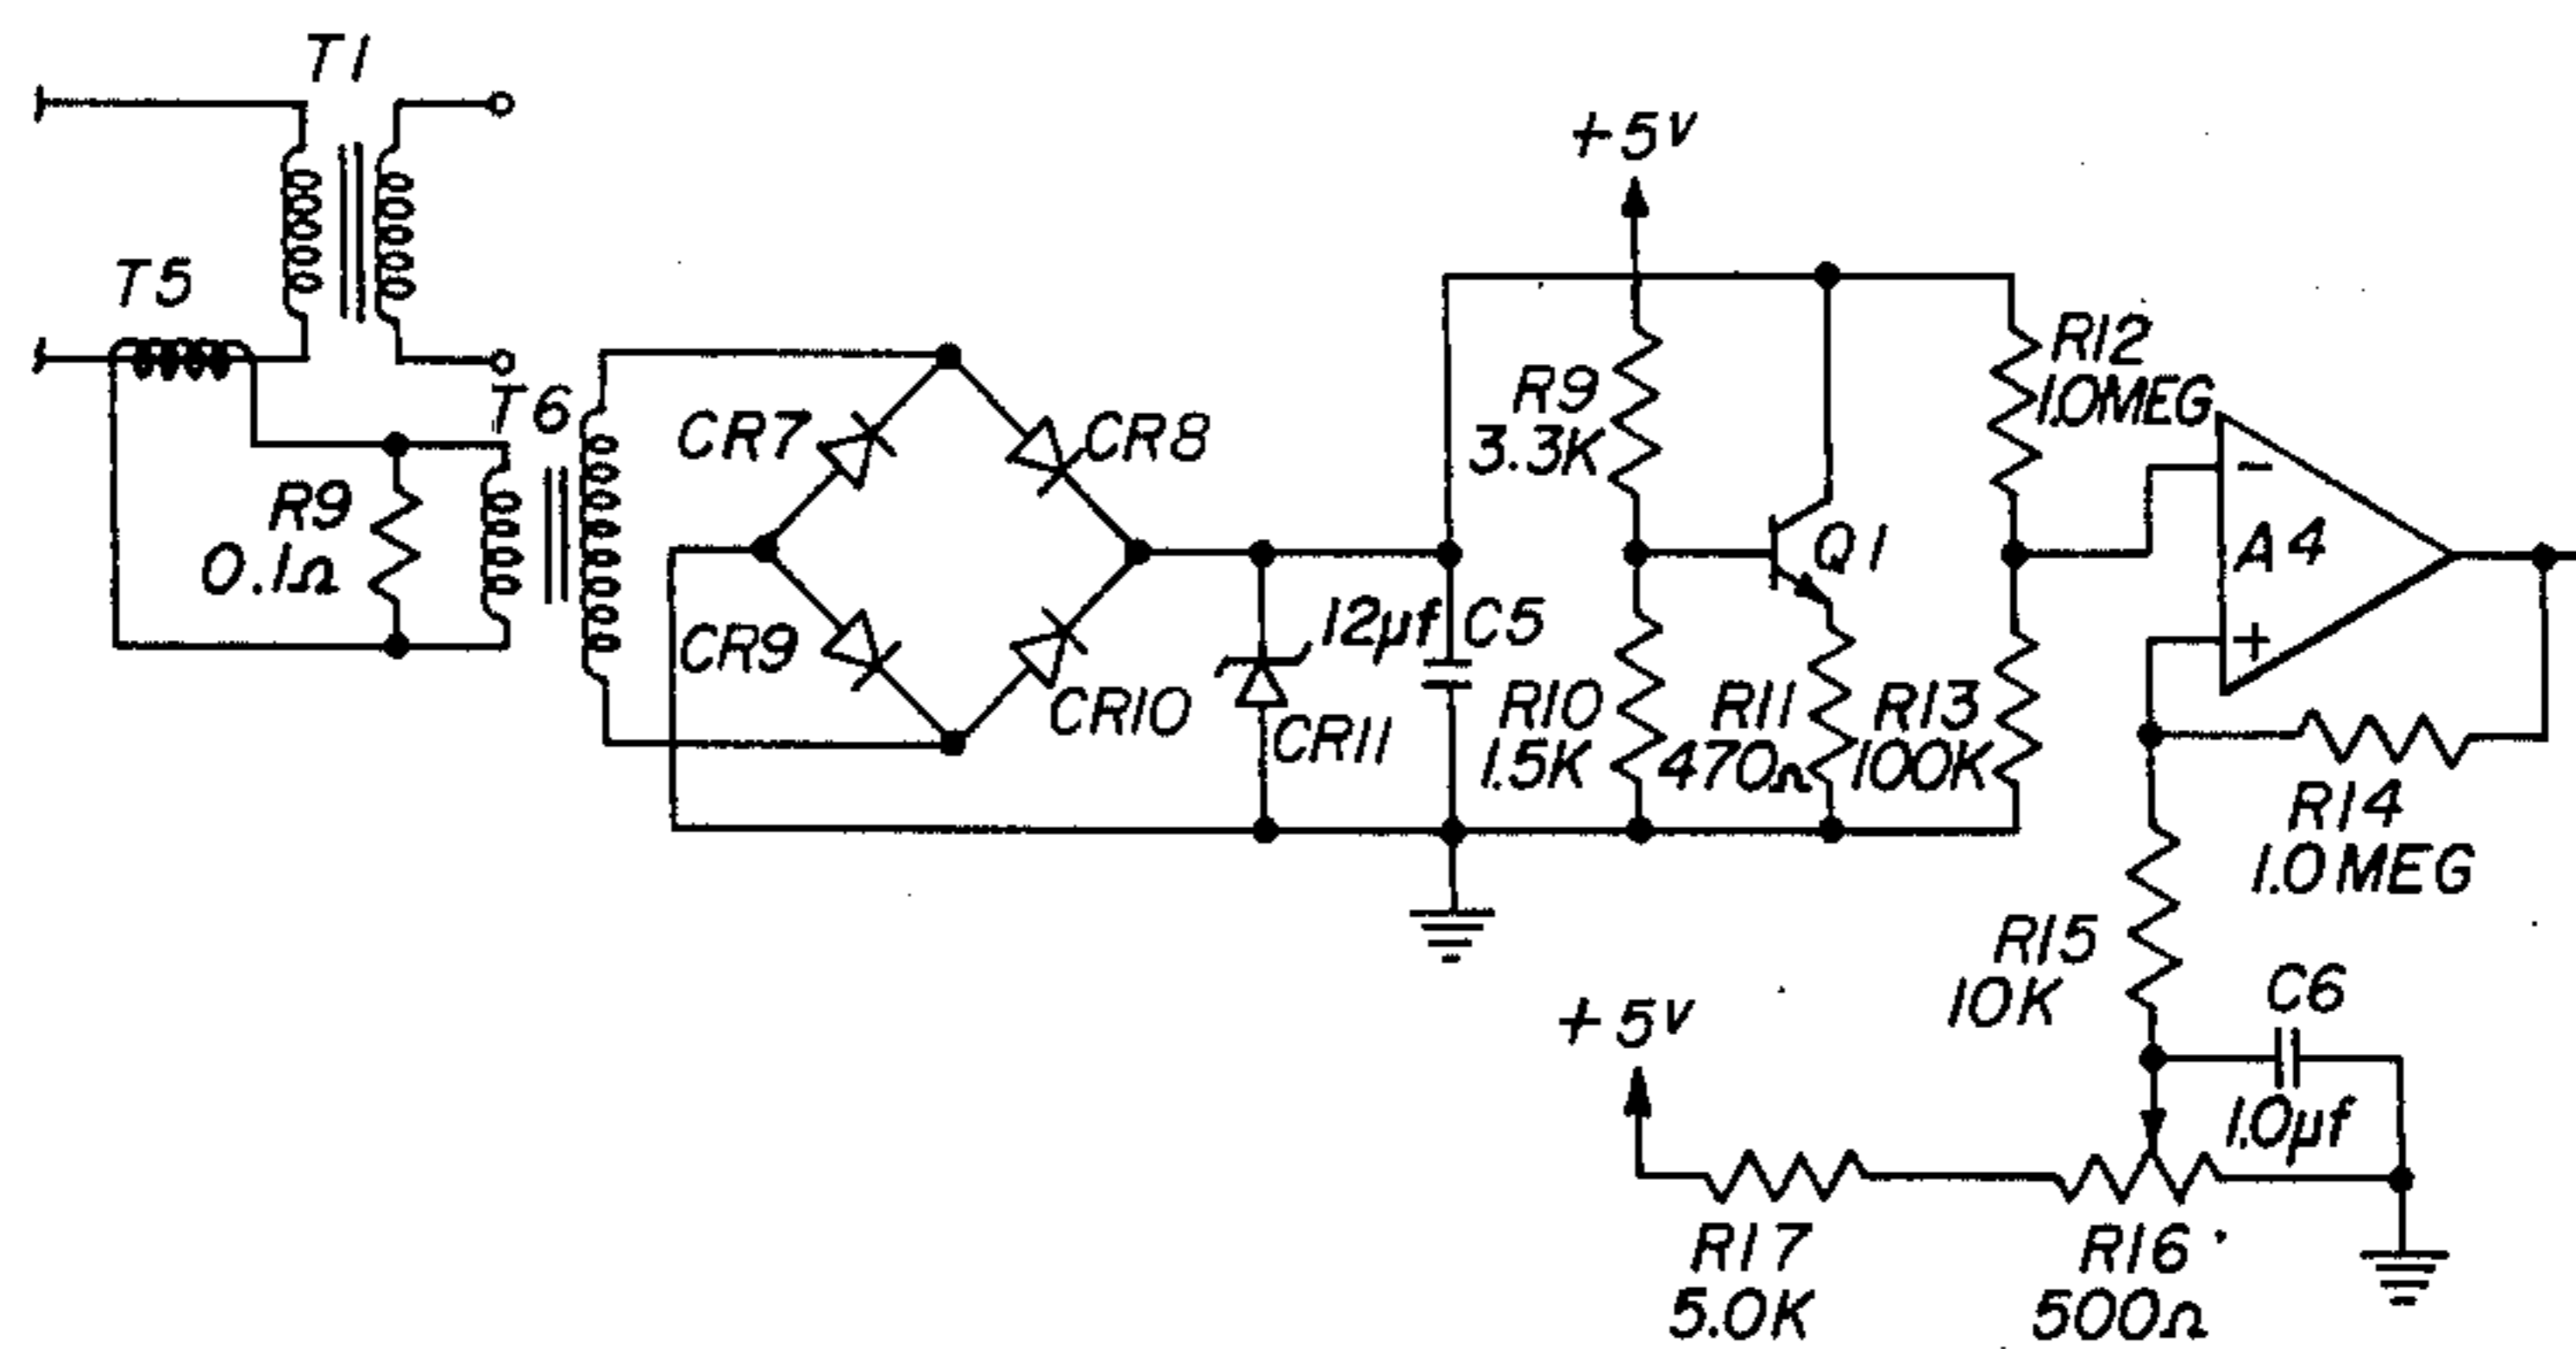 T1
T5
T6
R9
0.1Ω
CR7
CR8
CR9
CR10
CR11
12μf C5
+5V
R9
3.3K
R10
1.5K
Q1
R11
470Ω
R12
1.0MEG
R13
100K
-
A4
+
R14
1.0MEG
R15
10K
C6
1.0μf
+5V
R17
5.0K
R16
500Ω